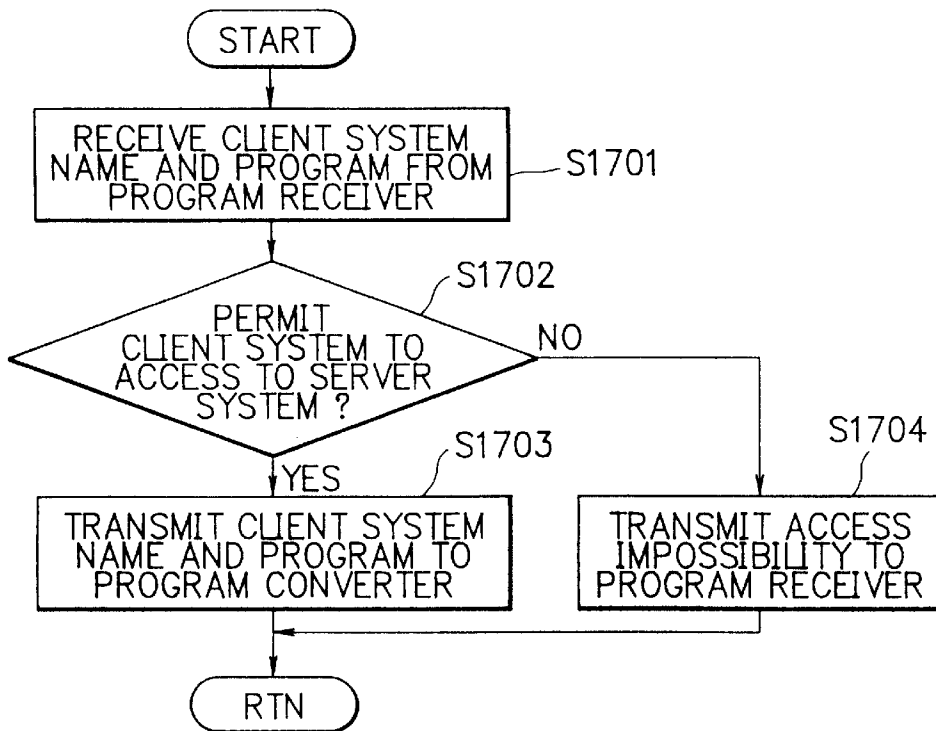 START
RECEIVE CLIENT SYSTEM
NAME AND PROGRAM FROM
PROGRAM RECEIVER
S1701
S1702
PERMIT
CLIENT SYSTEM TO
ACCESS TO SERVER
SYSTEM ?
NO
YES
S1703
TRANSMIT CLIENT SYSTEM
NAME AND PROGRAM TO
PROGRAM CONVERTER
S1704
TRANSMIT ACCESS
IMPOSSIBILITY TO
PROGRAM RECEIVER
RTN